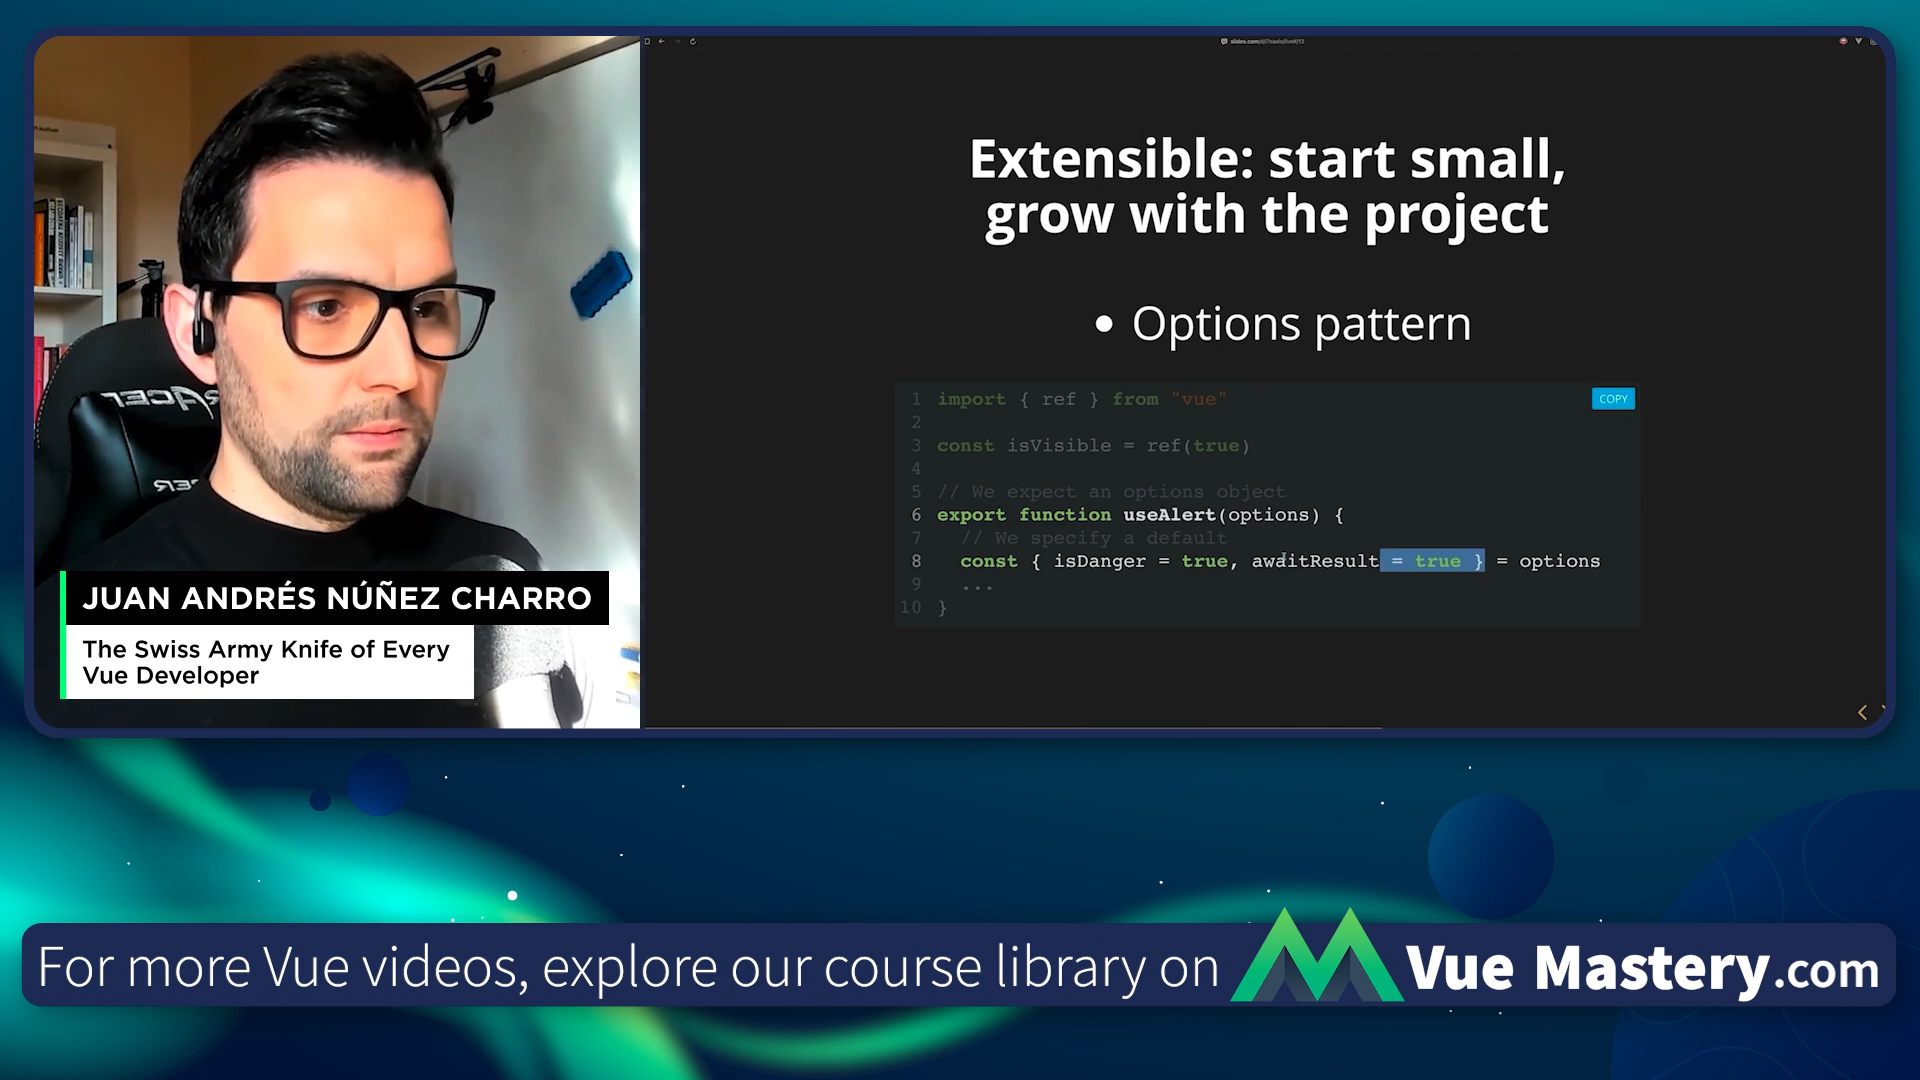 slides.com
Extensible: start small,
grow with the project
• Options pattern
COPY
1 import { ref } from "vue"
2
3 const isVisible = ref(true)
4
5 // We expect an options object
6 export function useAlert(options) {
7 // We specify a default
8 const { isDanger = true, awaitResult = true } = options
9 ...
10 }
JUAN ANDRÉS NÚÑEZ CHARRO
The Swiss Army Knife of Every
Vue Developer
For more Vue videos, explore our course library on Vue Mastery.com